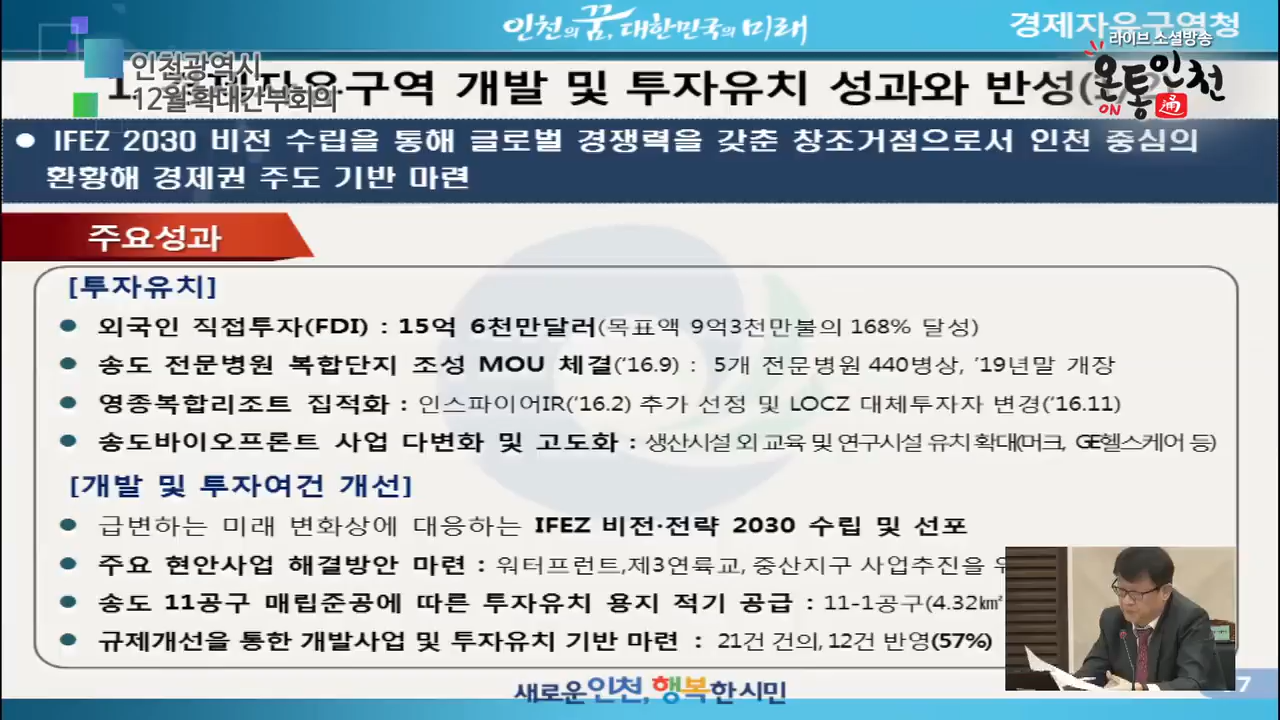 인천의 꿈, 대한민국의 미래
경제자유구역청
라이브 소셜방송
온통인천
ON 通
인천광역시
12월확대간부회의
구역 개발 및 투자유치 성과와 반성
IFEZ 2030 비전 수립을 통해 글로벌 경쟁력을 갖춘 창조거점으로서 인천 중심의
환황해 경제권 주도 기반 마련
주요성과
[투자유치]
외국인 직접투자(FDI) : 15억 6천만달러(목표액 9억3천만불의 168% 달성)
송도 전문병원 복합단지 조성 MOU 체결('16.9) : 5개 전문병원 440병상, '19년말 개장
영종복합리조트 집적화 : 인스파이어IR('16.2) 추가 선정 및 LOCZ 대체투자자 변경('16.11)
송도바이오프론트 사업 다변화 및 고도화 : 생산시설 외 교육 및 연구시설 유치 확대(머크, GE헬스케어 등)
[개발 및 투자여건 개선]
급변하는 미래 변화상에 대응하는 IFEZ 비전·전략 2030 수립 및 선포
주요 현안사업 해결방안 마련 : 워터프런트,제3연륙교, 중산지구 사업추진을
송도 11공구 매립준공에 따른 투자유치 용지 적기 공급 : 11-1공구(4.32㎢
규제개선을 통한 개발사업 및 투자유치 기반 마련 : 21건 건의, 12건 반영(57%)
새로운 인천, 행복한 시민
7